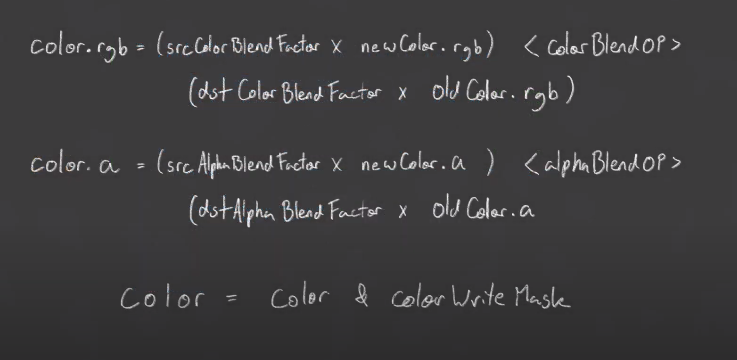 color.rgb = (srcColorBlendFactor x newColor.rgb) <colorBlendOP>
(dstColorBlendFactor x oldColor.rgb)
color.a = (srcAlphaBlendFactor x newColor.a) <alphaBlendOP>
(dstAlphaBlendFactor x oldColor.a
Color = Color & colorWriteMask